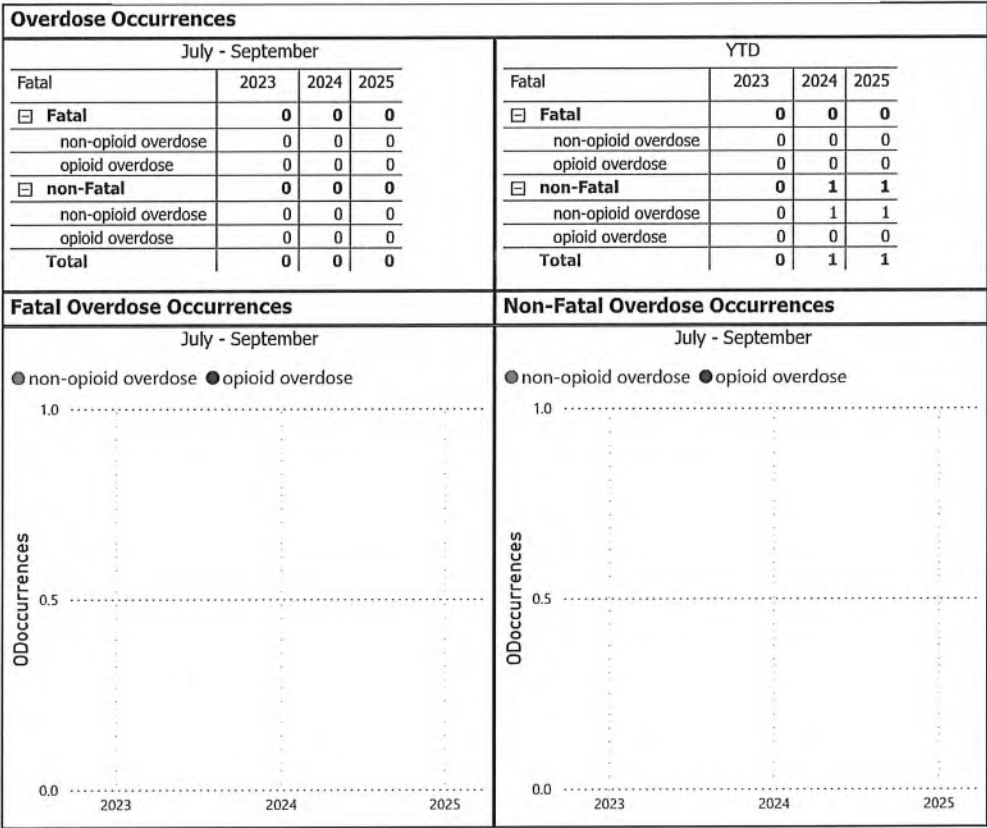 Overdose Occurrences
July - September
Fatal 2023 2024 2025
Fatal 0 0 0
non-opioid overdose 0 0 0
opioid overdose 0 0 0
non-Fatal 0 0 0
non-opioid overdose 0 0 0
opioid overdose 0 0 0
Total 0 0 0
YTD
Fatal 2023 2024 2025
Fatal 0 0 0
non-opioid overdose 0 0 0
opioid overdose 0 0 0
non-Fatal 0 1 1
non-opioid overdose 0 1 1
opioid overdose 0 0 0
Total 0 1 1
Fatal Overdose Occurrences
July - September
non-opioid overdose opioid overdose
1.0
ODoccurrences
0.5
0.0
2023 2024 2025
Non-Fatal Overdose Occurrences
July - September
non-opioid overdose opioid overdose
1.0
ODoccurrences
0.5
0.0
2023 2024 2025